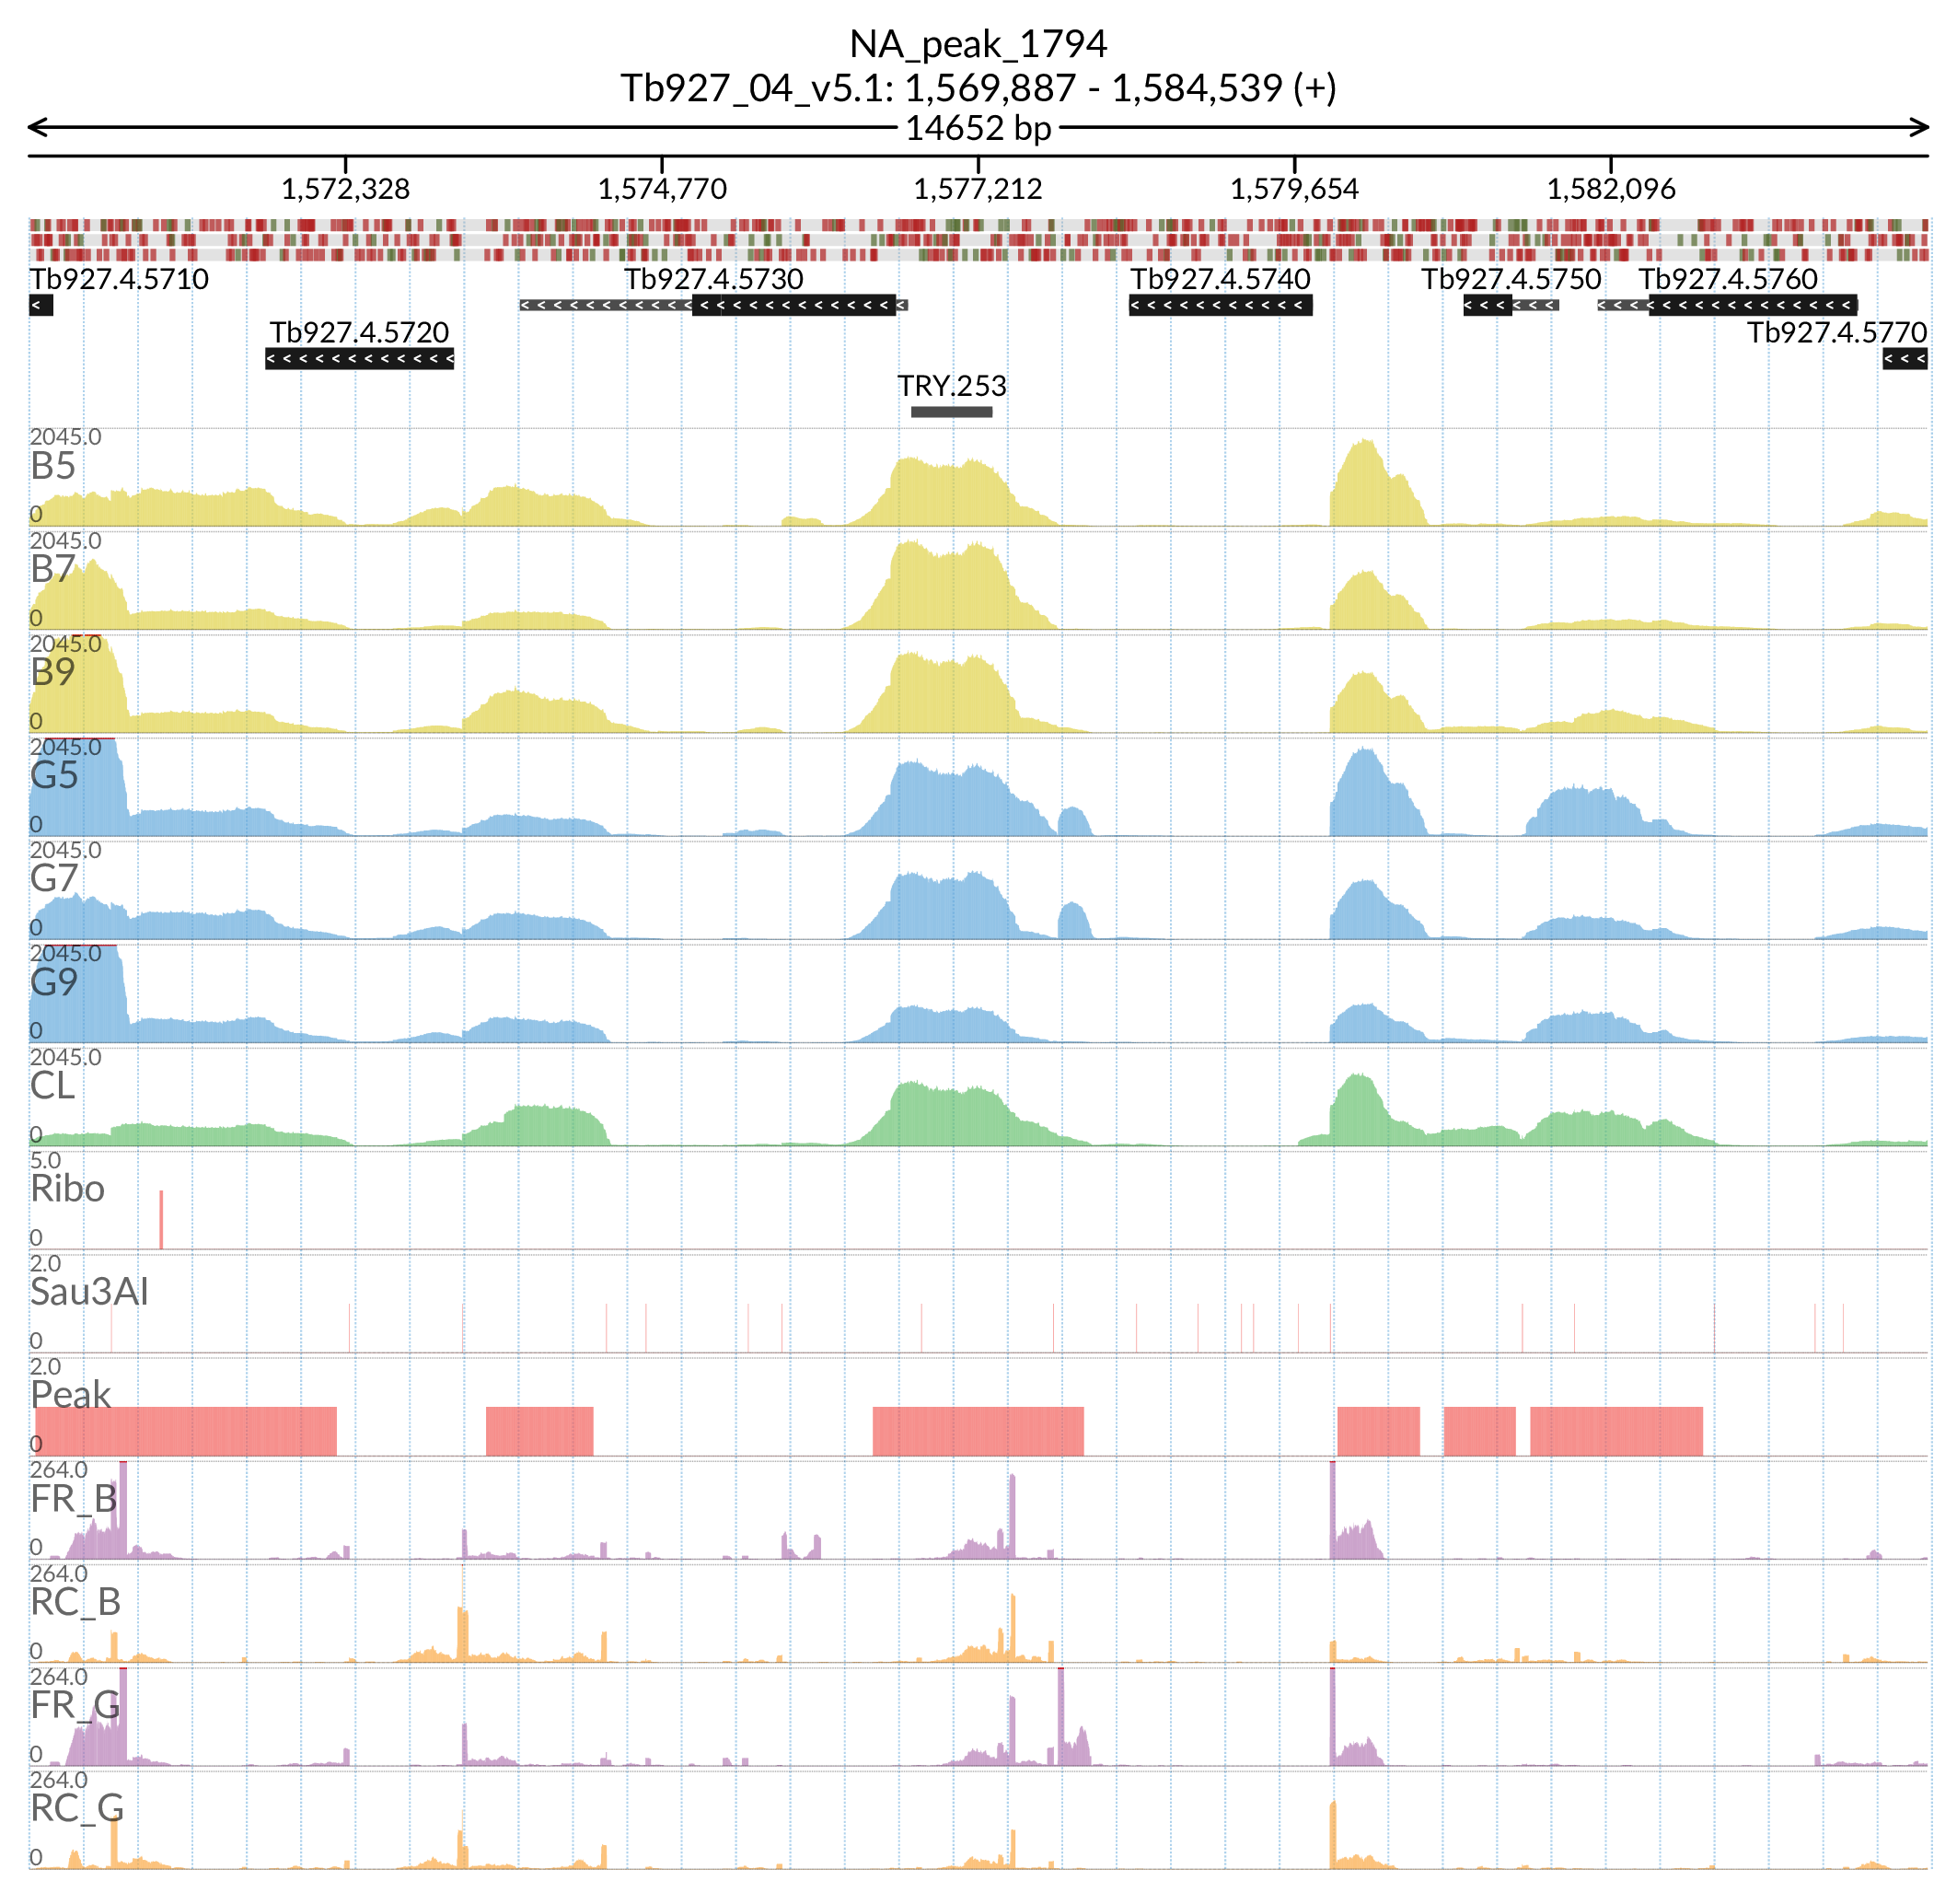 NA_peak_1794
Tb927_04_v5.1: 1,569,887 - 1,584,539 (+)
14652 bp
1,572,328 1,574,770 1,577,212 1,579,654 1,582,096
Tb927.4.5710 Tb927.4.5730 Tb927.4.5740 Tb927.4.5750 Tb927.4.5760
Tb927.4.5720 Tb927.4.5770
TRY.253
2045.0
B5
0
2045.0
B7
0
2045.0
B9
0
2045.0
G5
0
2045.0
G7
0
2045.0
G9
0
2045.0
CL
0
5.0
Ribo
0
2.0
Sau3AI
0
2.0
Peak
0
264.0
FR_B
0
264.0
RC_B
0
264.0
FR_G
0
264.0
RC_G
0